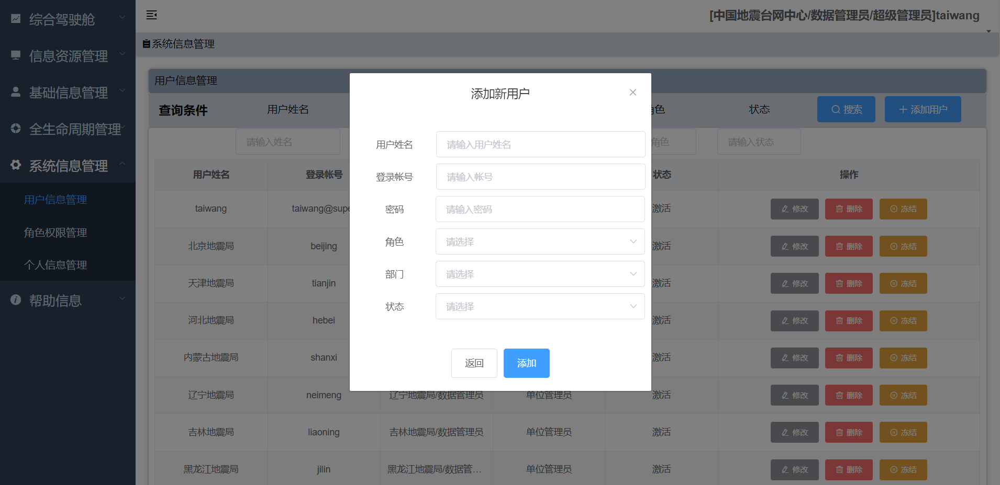 综合驾驶舱
信息资源管理
基础信息管理
全生命周期管理
系统信息管理
用户信息管理
角色权限管理
个人信息管理
帮助信息
[中国地震台网中心/数据管理员/超级管理员]taiwang
系统信息管理
用户信息管理
查询条件 用户姓名 角色 状态 搜索 添加用户
请输入姓名 角色 请输入状态
用户姓名 登录帐号 状态 操作
taiwang taiwang@supe 激活 修改 删除 冻结
北京地震局 beijing 激活 修改 删除 冻结
天津地震局 tianjin 激活 修改 删除 冻结
河北地震局 hebei 激活 修改 删除 冻结
内蒙古地震局 shanxi 激活 修改 删除 冻结
辽宁地震局 neimeng 辽宁地震局/数据管理员 单位管理员 激活 修改 删除 冻结
吉林地震局 liaoning 吉林地震局/数据管理员 单位管理员 激活 修改 删除 冻结
黑龙江地震局 jilin 黑龙江地震局/数据管... 单位管理员 激活 修改 删除 冻结
添加新用户
用户姓名 请输入用户姓名
登录帐号 请输入帐号
密码 请输入密码
角色 请选择
部门 请选择
状态 请选择
返回 添加